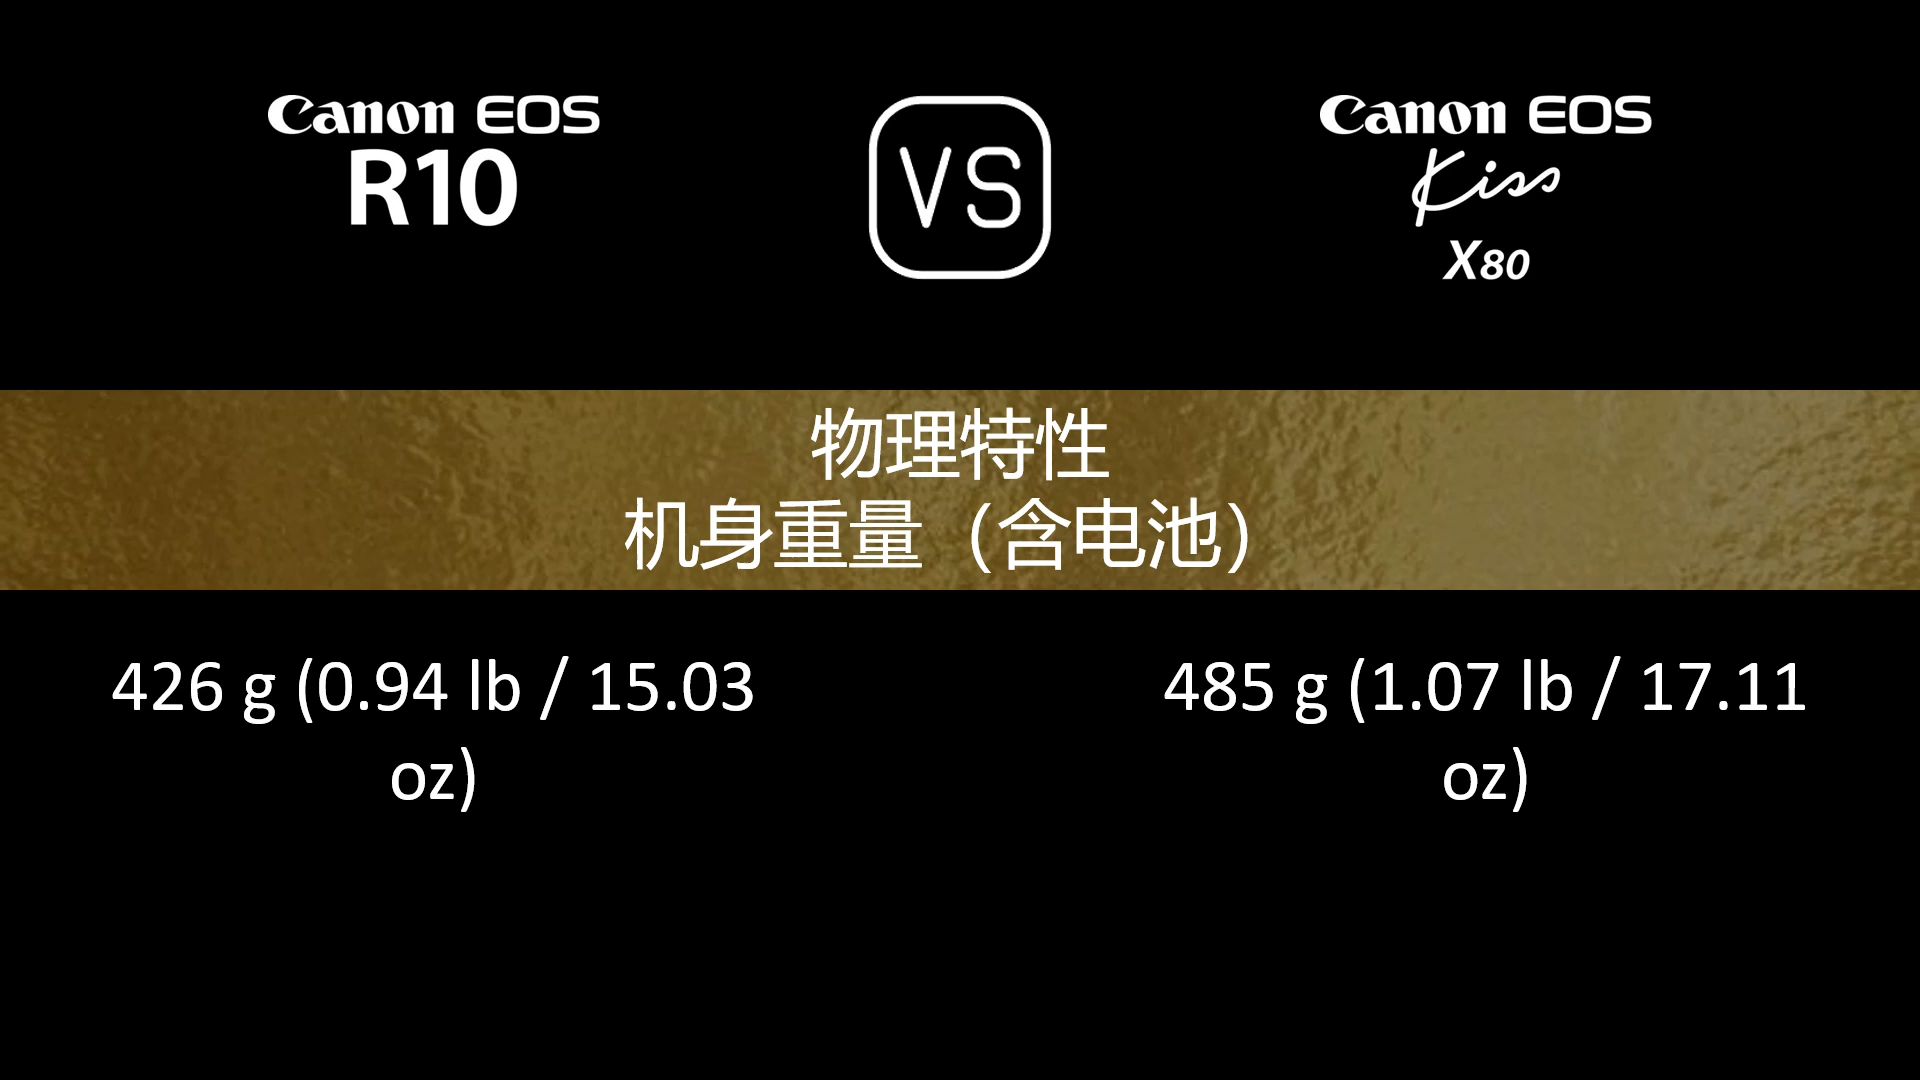 Canon EOS
R10
VS
Canon EOS
Kiss
X80
物理特性
机身重量（含电池）
426 g (0.94 lb / 15.03
oz)
485 g (1.07 lb / 17.11
oz)